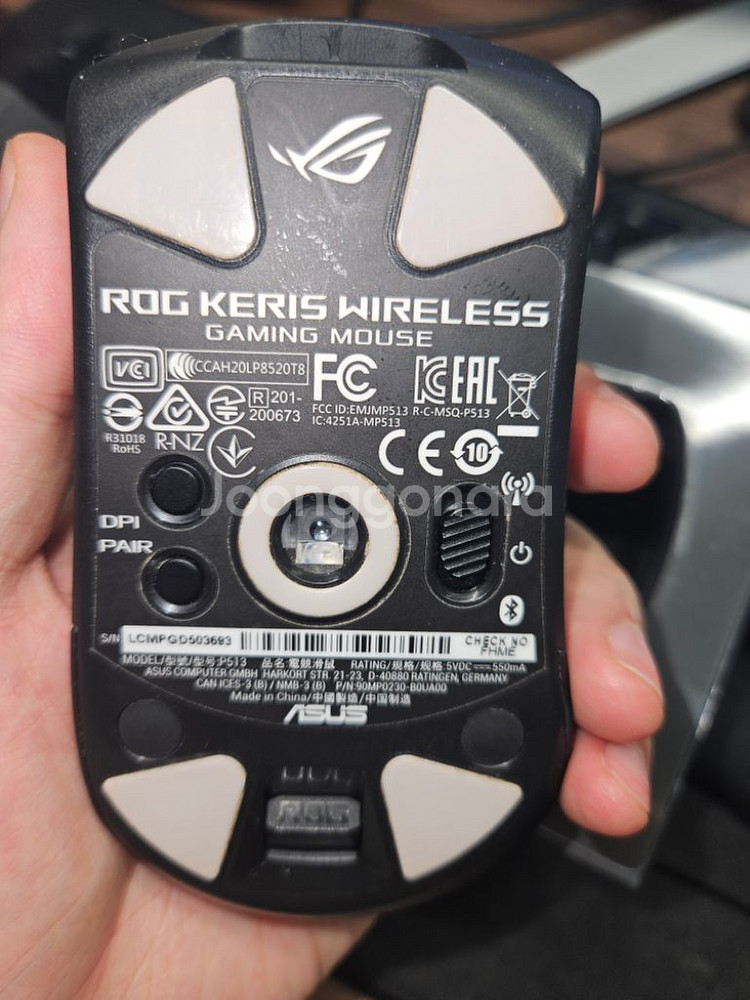 ROG KERIS WIRELESS
GAMING MOUSE
VCI
CCAH20LP8520T8
FC
KC EAC
R 201-
200673
FCC ID:EMJMP513 R-C-MSQ-P513
IC:4251A-MP513
R31018
RoHS
R-NZ
CE 10
Joonggonara
DPI
PAIR
S/N LCMPGD503693
CHECK NO
FHME
MODEL/型號/型号:P513 品名:電競滑鼠 RATING/規格/规格:5VDC⎓550mA
ASUS COMPUTER GMBH HARKORT STR. 21-23, D-40880 RATINGEN, GERMANY
CAN ICES-3 (B) / NMB-3 (B) P/N:90MP0230-B0UA00
Made in China/中國製造/中国制造
ASUS
ROG